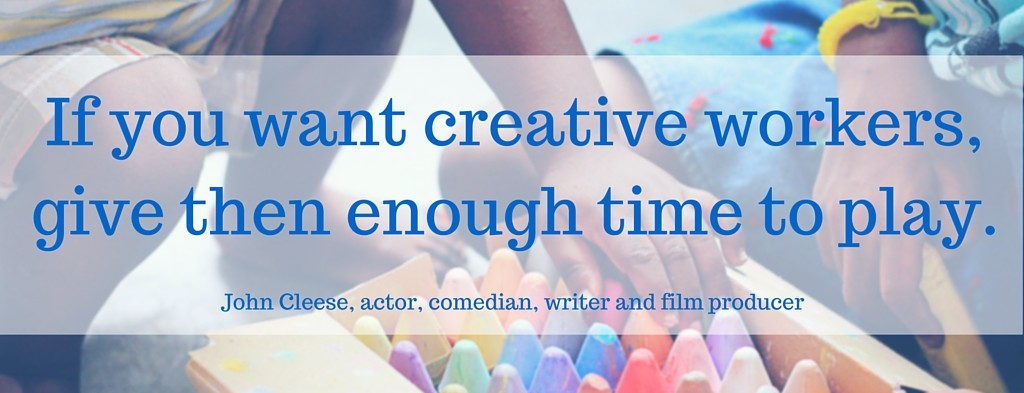 If you want creative workers,
give then enough time to play.
John Cleese, actor, comedian, writer and film producer